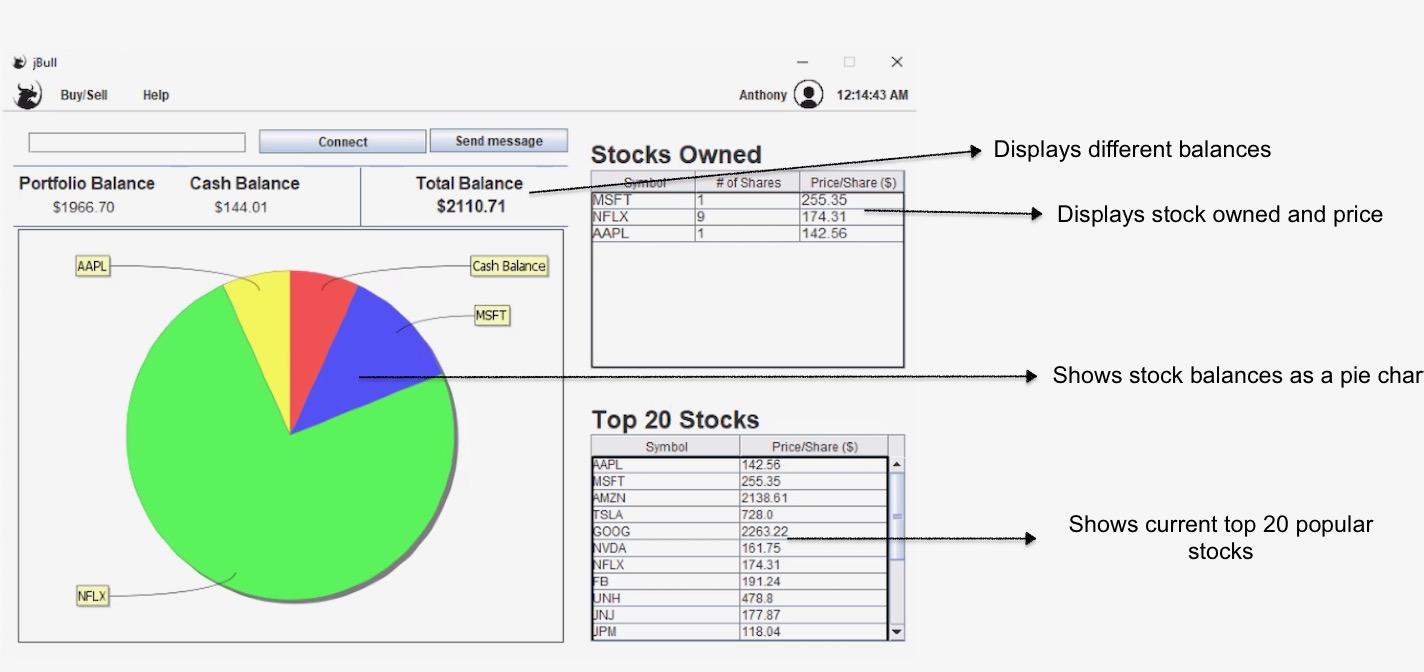 jBull
Buy/Sell Help Anthony 12:14:43 AM
Connect Send message
Portfolio Balance Cash Balance Total Balance
$1966.70 $144.01 $2110.71
AAPL
Cash Balance
MSFT
NFLX
Stocks Owned
Symbol # of Shares Price/Share ($)
MSFT 1 255.35
NFLX 9 174.31
AAPL 1 142.56
Top 20 Stocks
Symbol Price/Share ($)
AAPL 142.56
MSFT 255.35
AMZN 2138.61
TSLA 728.0
GOOG 2263.22
NVDA 161.75
NFLX 174.31
FB 191.24
UNH 478.8
JNJ 177.87
JPM 118.04
Displays different balances
Displays stock owned and price
Shows stock balances as a pie char
Shows current top 20 popular
stocks